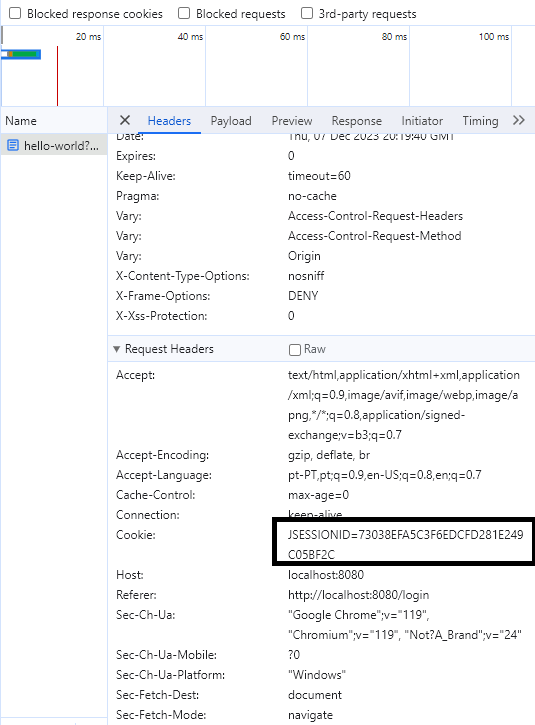 Blocked response cookies Blocked requests 3rd-party requests
20 ms 40 ms 60 ms 80 ms 100 ms
Name Headers Payload Preview Response Initiator Timing
hello-world?...
Date: Thu, 07 Dec 2023 20:19:40 GMT
Expires: 0
Keep-Alive: timeout=60
Pragma: no-cache
Vary: Access-Control-Request-Headers
Vary: Access-Control-Request-Method
Vary: Origin
X-Content-Type-Options: nosniff
X-Frame-Options: DENY
X-Xss-Protection: 0
Request Headers Raw
Accept: text/html,application/xhtml+xml,application
/xml;q=0.9,image/avif,image/webp,image/a
png,*/*;q=0.8,application/signed-
exchange;v=b3;q=0.7
Accept-Encoding: gzip, deflate, br
Accept-Language: pt-PT,pt;q=0.9,en-US;q=0.8,en;q=0.7
Cache-Control: max-age=0
Connection: keep-alive
Cookie: JSESSIONID=73038EFA5C3F6EDCFD281E249
C05BF2C
Host: localhost:8080
Referer: http://localhost:8080/login
Sec-Ch-Ua: "Google Chrome";v="119",
"Chromium";v="119", "Not?A_Brand";v="24"
Sec-Ch-Ua-Mobile: ?0
Sec-Ch-Ua-Platform: "Windows"
Sec-Fetch-Dest: document
Sec-Fetch-Mode: navigate